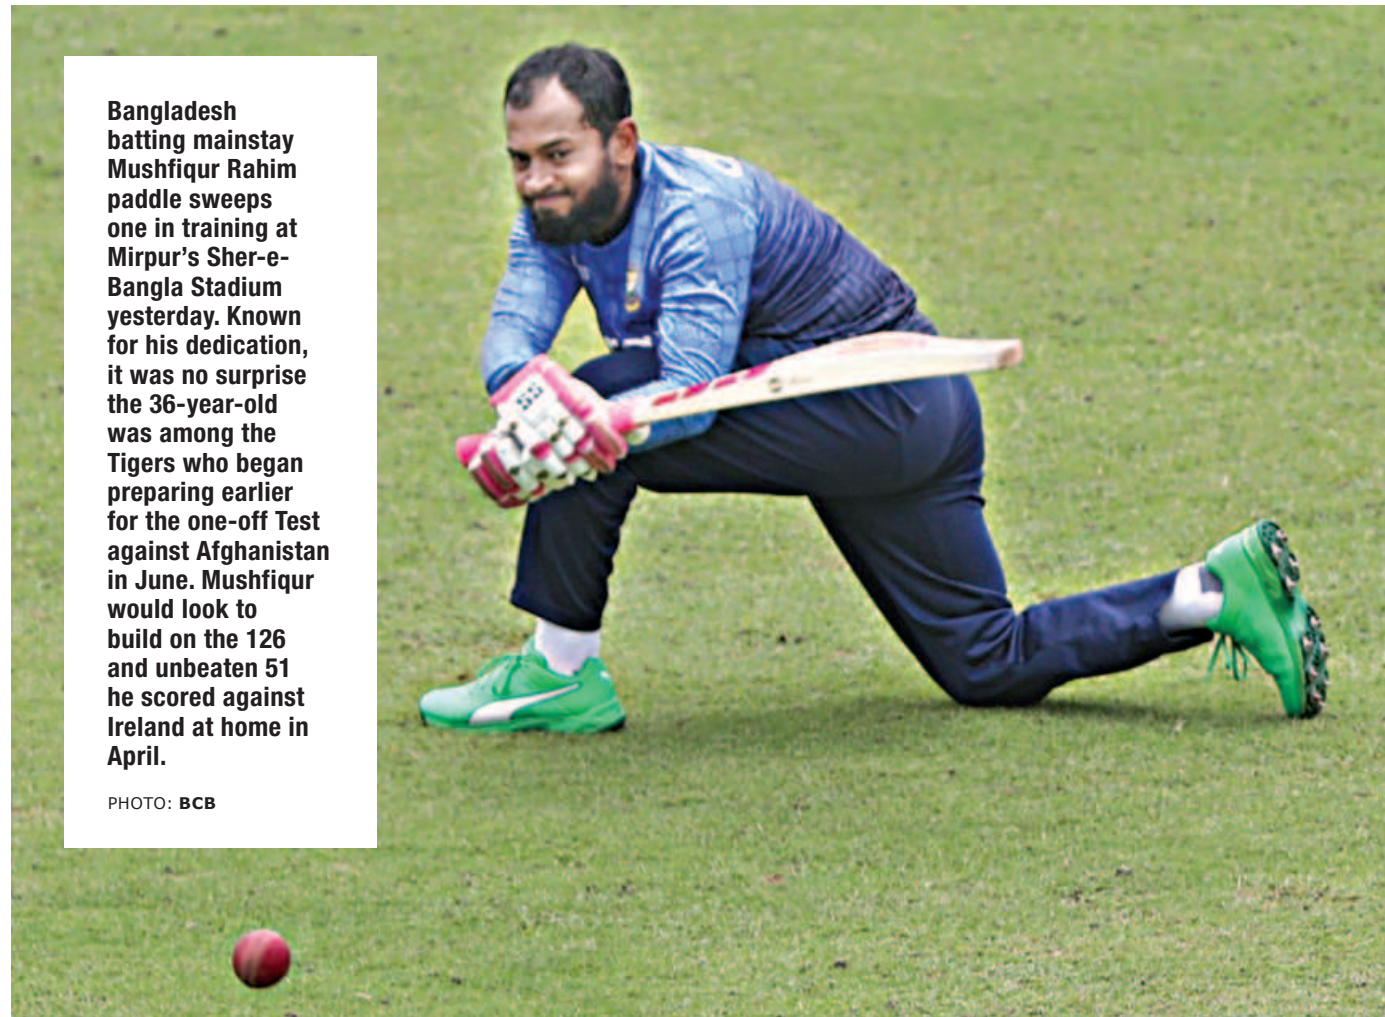 Bangladesh
batting mainstay
Mushfiqur Rahim
paddle sweeps
one in training at
Mirpur’s Sher-e-
Bangla Stadium
yesterday. Known
for his dedication,
it was no surprise
the 36-year-old
was among the
Tigers who began
preparing earlier
for the one-off Test
against Afghanistan
in June. Mushfiqur
would look to
build on the 126
and unbeaten 51
he scored against
Ireland at home in
April.
PHOTO: BCB
SS